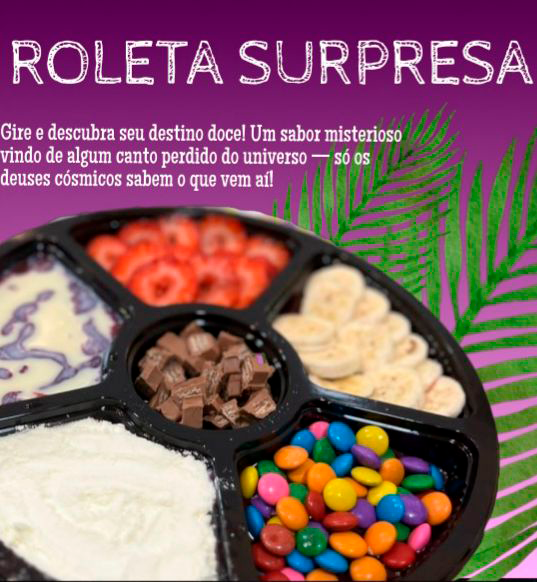 ROLETA SURPRESA
Gire e descubra seu destino doce! Um sabor misterioso
vindo de algum canto perdido do universo — só os
deuses cósmicos sabem o que vem aí!